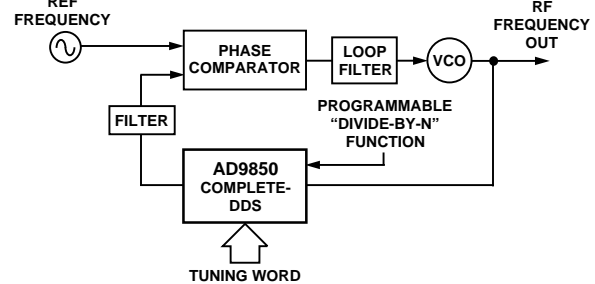 REF
FREQUENCY
RF
FREQUENCY
OUT
PHASE
COMPARATOR
LOOP
FILTER
VCO
FILTER
PROGRAMMABLE
“DIVIDE-BY-N”
FUNCTION
AD9850
COMPLETE-
DDS
TUNING WORD